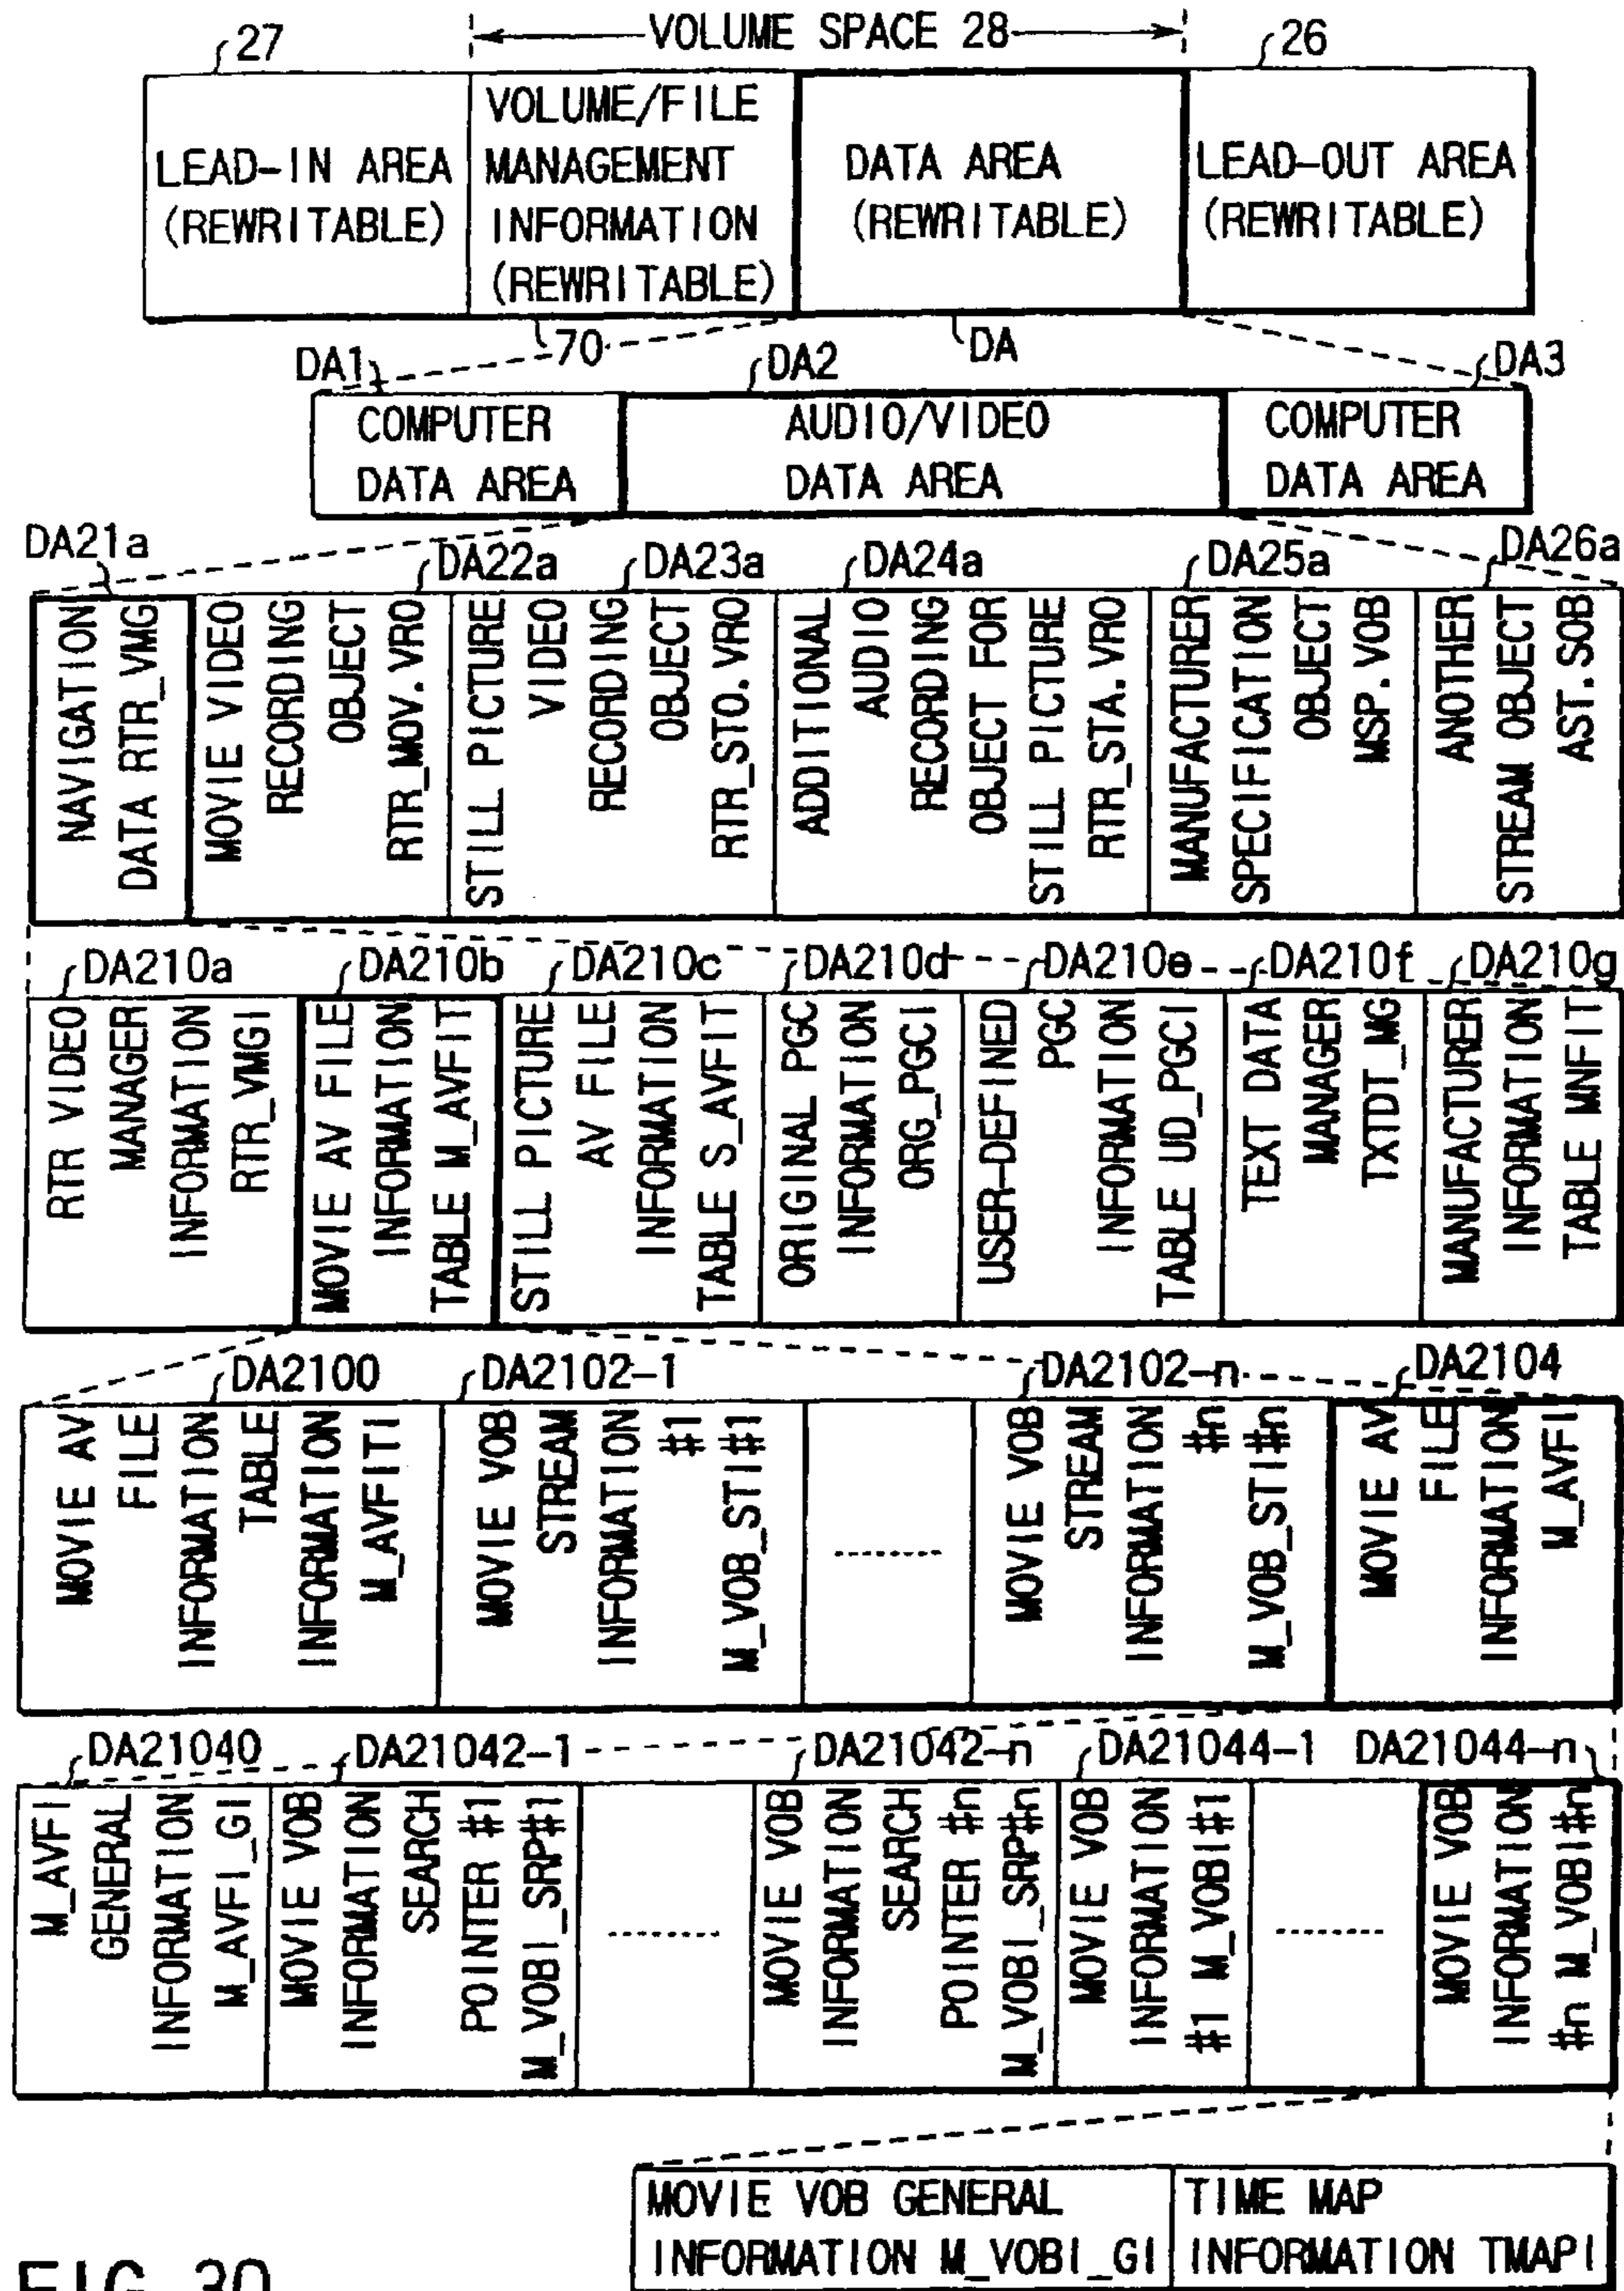 27
VOLUME SPACE 28
26
LEAD-IN AREA
(REWRITABLE)
VOLUME/FILE
MANAGEMENT
INFORMATION
(REWRITABLE)
DATA AREA
(REWRITABLE)
LEAD-OUT AREA
(REWRITABLE)
70
DA
DA1
DA2
DA3
COMPUTER
DATA AREA
AUDIO/VIDEO
DATA AREA
COMPUTER
DATA AREA
DA21a
DA22a
DA23a
DA24a
DA25a
DA26a
NAVIGATION
DATA RTR_VMG
MOVIE VIDEO
RECORDING
OBJECT
RTR_MOV.VRO
STILL PICTURE
VIDEO
RECORDING
OBJECT
RTR_STO.VRO
ADDITIONAL
AUDIO
RECORDING
OBJECT FOR
STILL PICTURE
RTR_STA.VRO
MANUFACTURER
SPECIFICATION
OBJECT
MSP.VOB
ANOTHER
STREAM OBJECT
AST.SOB
DA210a
DA210b
DA210c
DA210d
DA210e
DA210f
DA210g
RTR VIDEO
MANAGER
INFORMATION
RTR_VMGI
MOVIE AV FILE
INFORMATION
TABLE M_AVFIT
STILL PICTURE
AV FILE
INFORMATION
TABLE S_AVFIT
ORIGINAL PGC
INFORMATION
ORG_PGCI
USER-DEFINED
PGC
INFORMATION
TABLE UD_PGCI
TEXT DATA
MANAGER
TXTDT_MG
MANUFACTURER
INFORMATION
TABLE MNFIT
DA2100
DA2102-1
DA2102-n
DA2104
MOVIE AV
FILE
INFORMATION
TABLE
INFORMATION
M_AVFITI
MOVIE VOB
STREAM
INFORMATION
#1
M_VOB_STI#1
MOVIE VOB
STREAM
INFORMATION
#n
M_VOB_STI#n
MOVIE AV
FILE
INFORMATION
M_AVFI
DA21040
DA21042-1
DA21042-n
DA21044-1
DA21044-n
M_AVFI
GENERAL
INFORMATION
M_AVFI_GI
MOVIE VOB
INFORMATION
SEARCH
POINTER #1
M_VOBI_SRP#1
MOVIE VOB
INFORMATION
SEARCH
POINTER #n
M_VOBI_SRP#n
MOVIE VOB
INFORMATION
#1 M_VOBI#1
MOVIE VOB
INFORMATION
#n M_VOBI#n
MOVIE VOB GENERAL
INFORMATION M_VOBI_GI
TIME MAP
INFORMATION TMAPI
FIG. 30